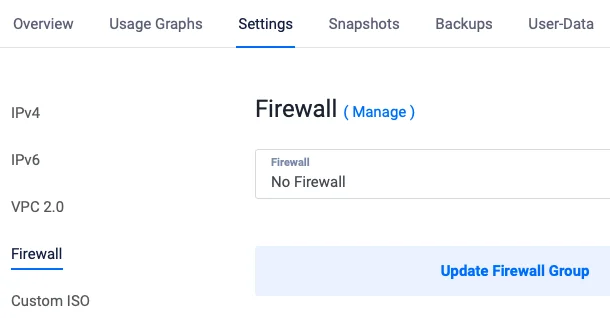 Overview Usage Graphs Settings Snapshots Backups User-Data
IPv4
IPv6
VPC 2.0
Firewall
Custom ISO
Firewall ( Manage )
Firewall
No Firewall
Update Firewall Group